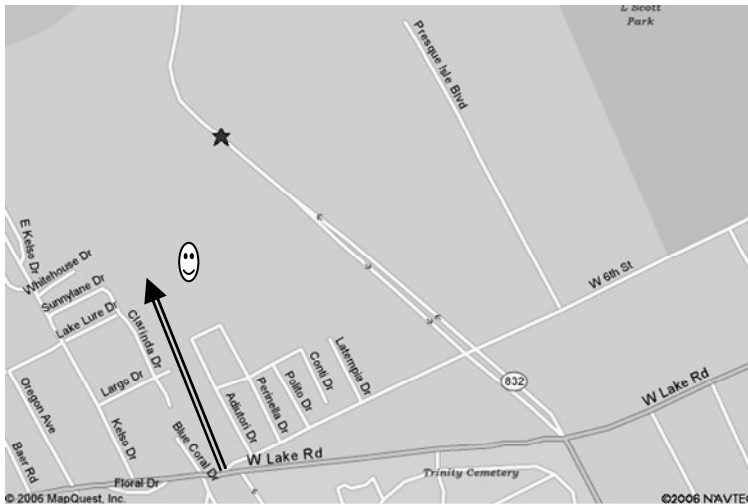 L Scott
Park
Presque Isle Blvd
E Kelso Dr
Whitehouse Dr
Sunnylane Dr
Lake Lure Dr
Clarinda Dr
W 6th St
Largo Dr
Latempia Dr
Conti Dr
Polito Dr
Perinella Dr
Adiutori Dr
832
W Lake Rd
Oregon Ave
Kelso Dr
Blue Coral Dr
Baer Rd
W Lake Rd
Floral Dr
Trinity Cemetery
© 2006 MapQuest, Inc.
©2006 NAVTEQ